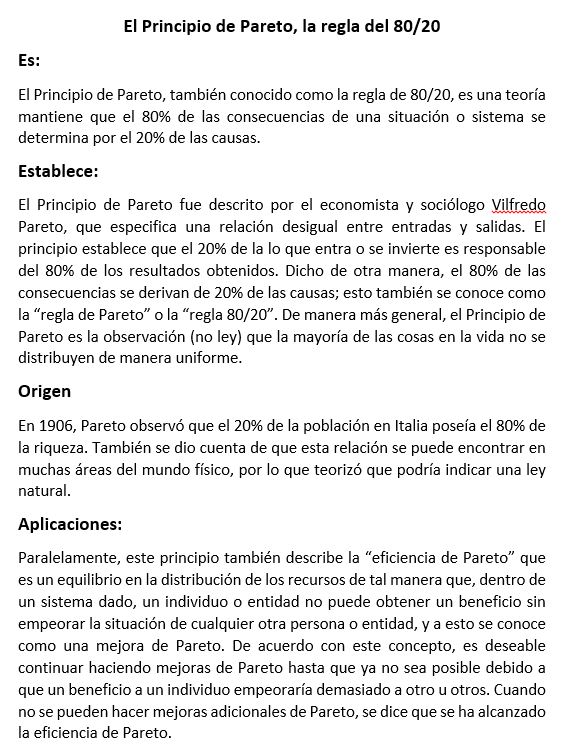 El Principio de Pareto, la regla del 80/20
Es:
El Principio de Pareto, también conocido como la regla de 80/20, es una teoría
mantiene que el 80% de las consecuencias de una situación o sistema se
determina por el 20% de las causas.
Establece:
El Principio de Pareto fue descrito por el economista y sociólogo Vilfredo
Pareto, que especifica una relación desigual entre entradas y salidas. El
principio establece que el 20% de la lo que entra o se invierte es responsable
del 80% de los resultados obtenidos. Dicho de otra manera, el 80% de las
consecuencias se derivan de 20% de las causas; esto también se conoce como
la “regla de Pareto” o la “regla 80/20”. De manera más general, el Principio de
Pareto es la observación (no ley) que la mayoría de las cosas en la vida no se
distribuyen de manera uniforme.
Origen
En 1906, Pareto observó que el 20% de la población en Italia poseía el 80% de
la riqueza. También se dio cuenta de que esta relación se puede encontrar en
muchas áreas del mundo físico, por lo que teorizó que podría indicar una ley
natural.
Aplicaciones:
Paralelamente, este principio también describe la “eficiencia de Pareto” que
es un equilibrio en la distribución de los recursos de tal manera que, dentro de
un sistema dado, un individuo o entidad no puede obtener un beneficio sin
empeorar la situación de cualquier otra persona o entidad, y a esto se conoce
como una mejora de Pareto. De acuerdo con este concepto, es deseable
continuar haciendo mejoras de Pareto hasta que ya no sea posible debido a
que un beneficio a un individuo empeoraría demasiado a otro u otros. Cuando
no se pueden hacer mejoras adicionales de Pareto, se dice que se ha alcanzado
la eficiencia de Pareto.